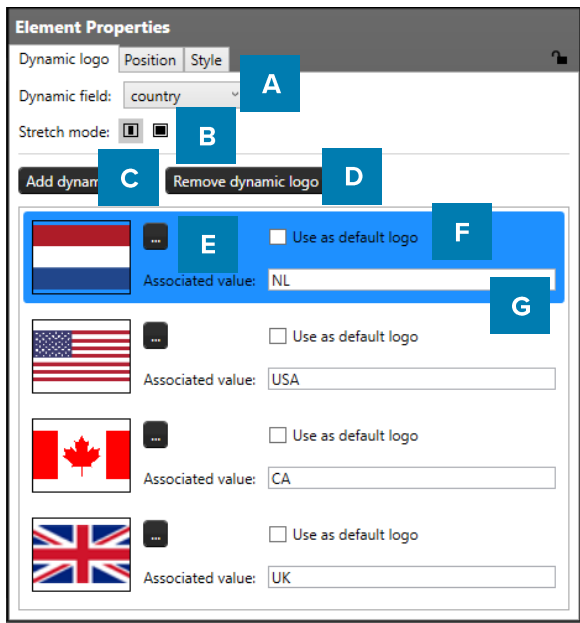 Element Properties
Dynamic logo Position Style
Dynamic field: country A
Stretch mode: B
Add dynam C Remove dynamic logo D
... E Use as default logo F
Associated value: NL G
... Use as default logo
Associated value: USA
... Use as default logo
Associated value: CA
... Use as default logo
Associated value: UK